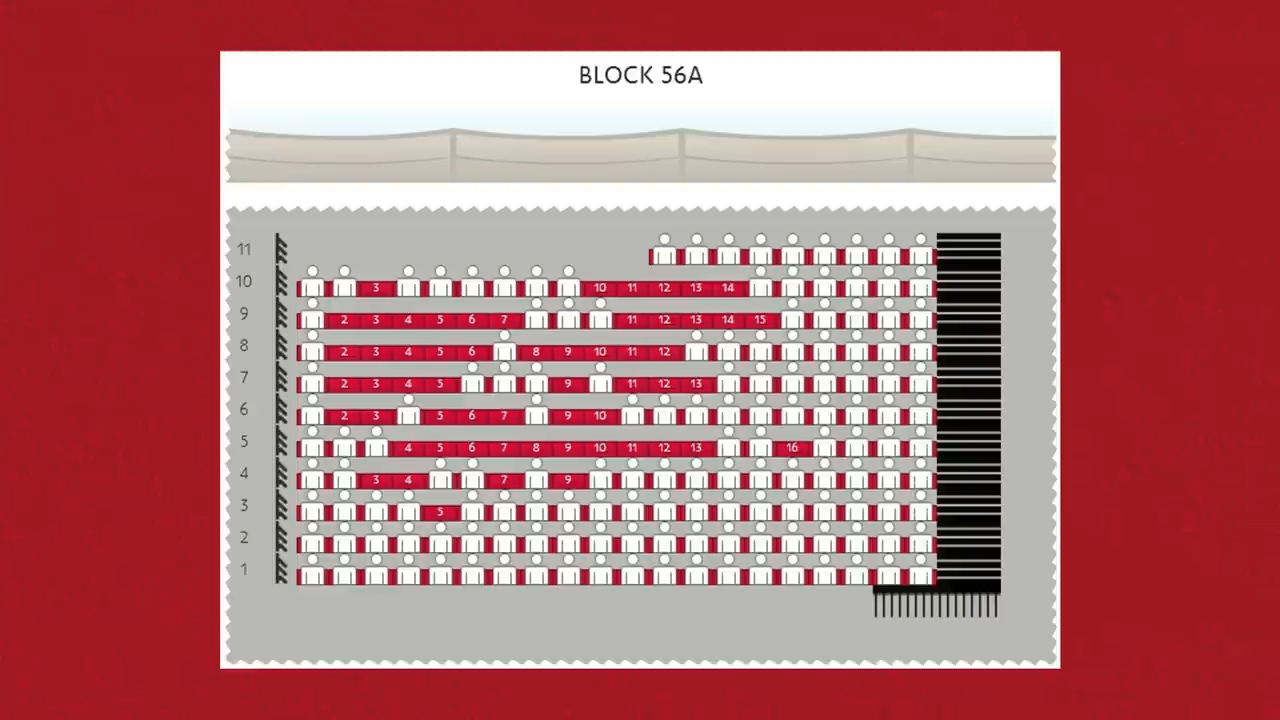 BLOCK 56A
11
10 3 10 11 12 13 14
9 2 3 4 5 6 7 11 12 13 14 15
8 2 3 4 5 6 8 9 10 11 12
7 2 3 4 5 9 11 12 13
6 2 3 5 6 7 9 10
5 4 5 6 7 8 9 10 11 12 13 16
4 3 4 7 9
3 5
2
1